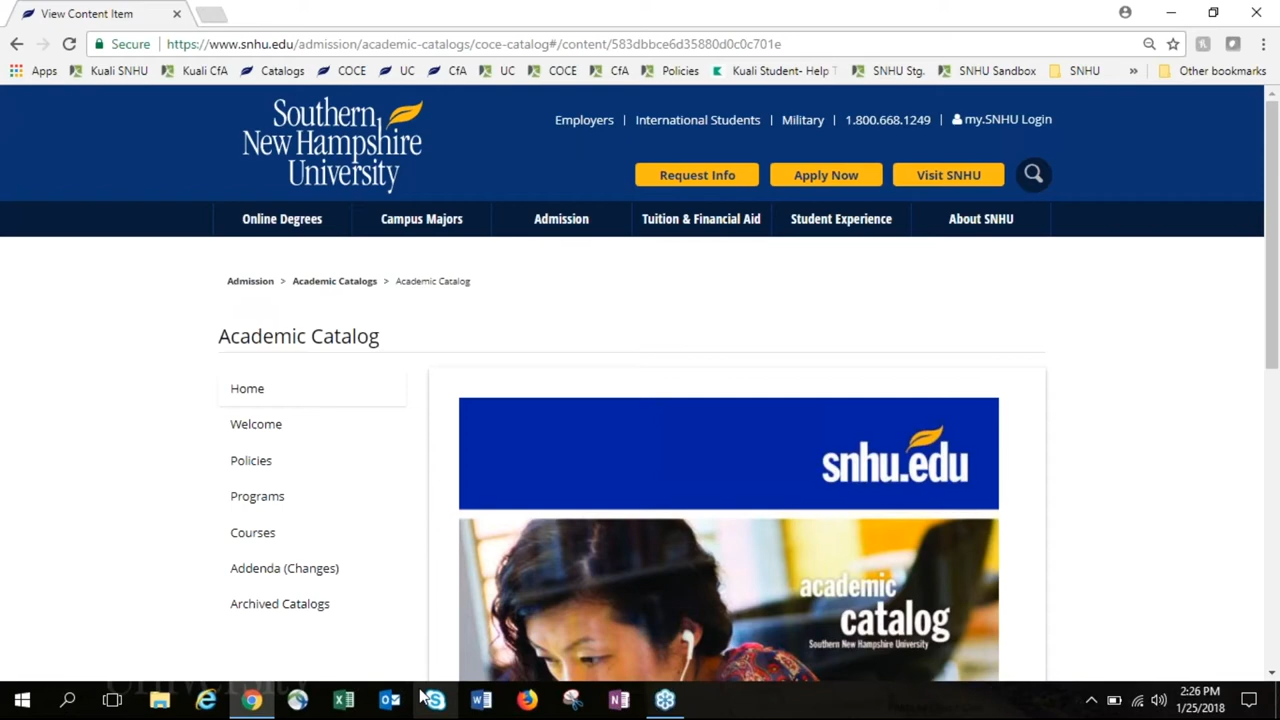 View Content Item
Secure
https://www.snhu.edu/admission/academic-catalogs/coce-catalog#/content/583dbbce6d35880d0c0c701e
Apps Kuali SNHU Kuali CfA Catalogs COCE UC CfA UC COCE CfA Policies Kuali Student- Help T SNHU Stg. SNHU Sandbox SNHU » Other bookmarks
Southern
New Hampshire
University
Employers | International Students | Military | 1.800.668.1249 | my.SNHU Login
Request Info Apply Now Visit SNHU
Online Degrees Campus Majors Admission Tuition & Financial Aid Student Experience About SNHU
Admission > Academic Catalogs > Academic Catalog
Academic Catalog
Home
Welcome
Policies
Programs
Courses
Addenda (Changes)
Archived Catalogs
snhu.edu
academic
catalog
Southern New Hampshire University
University
2:26 PM
1/25/2018